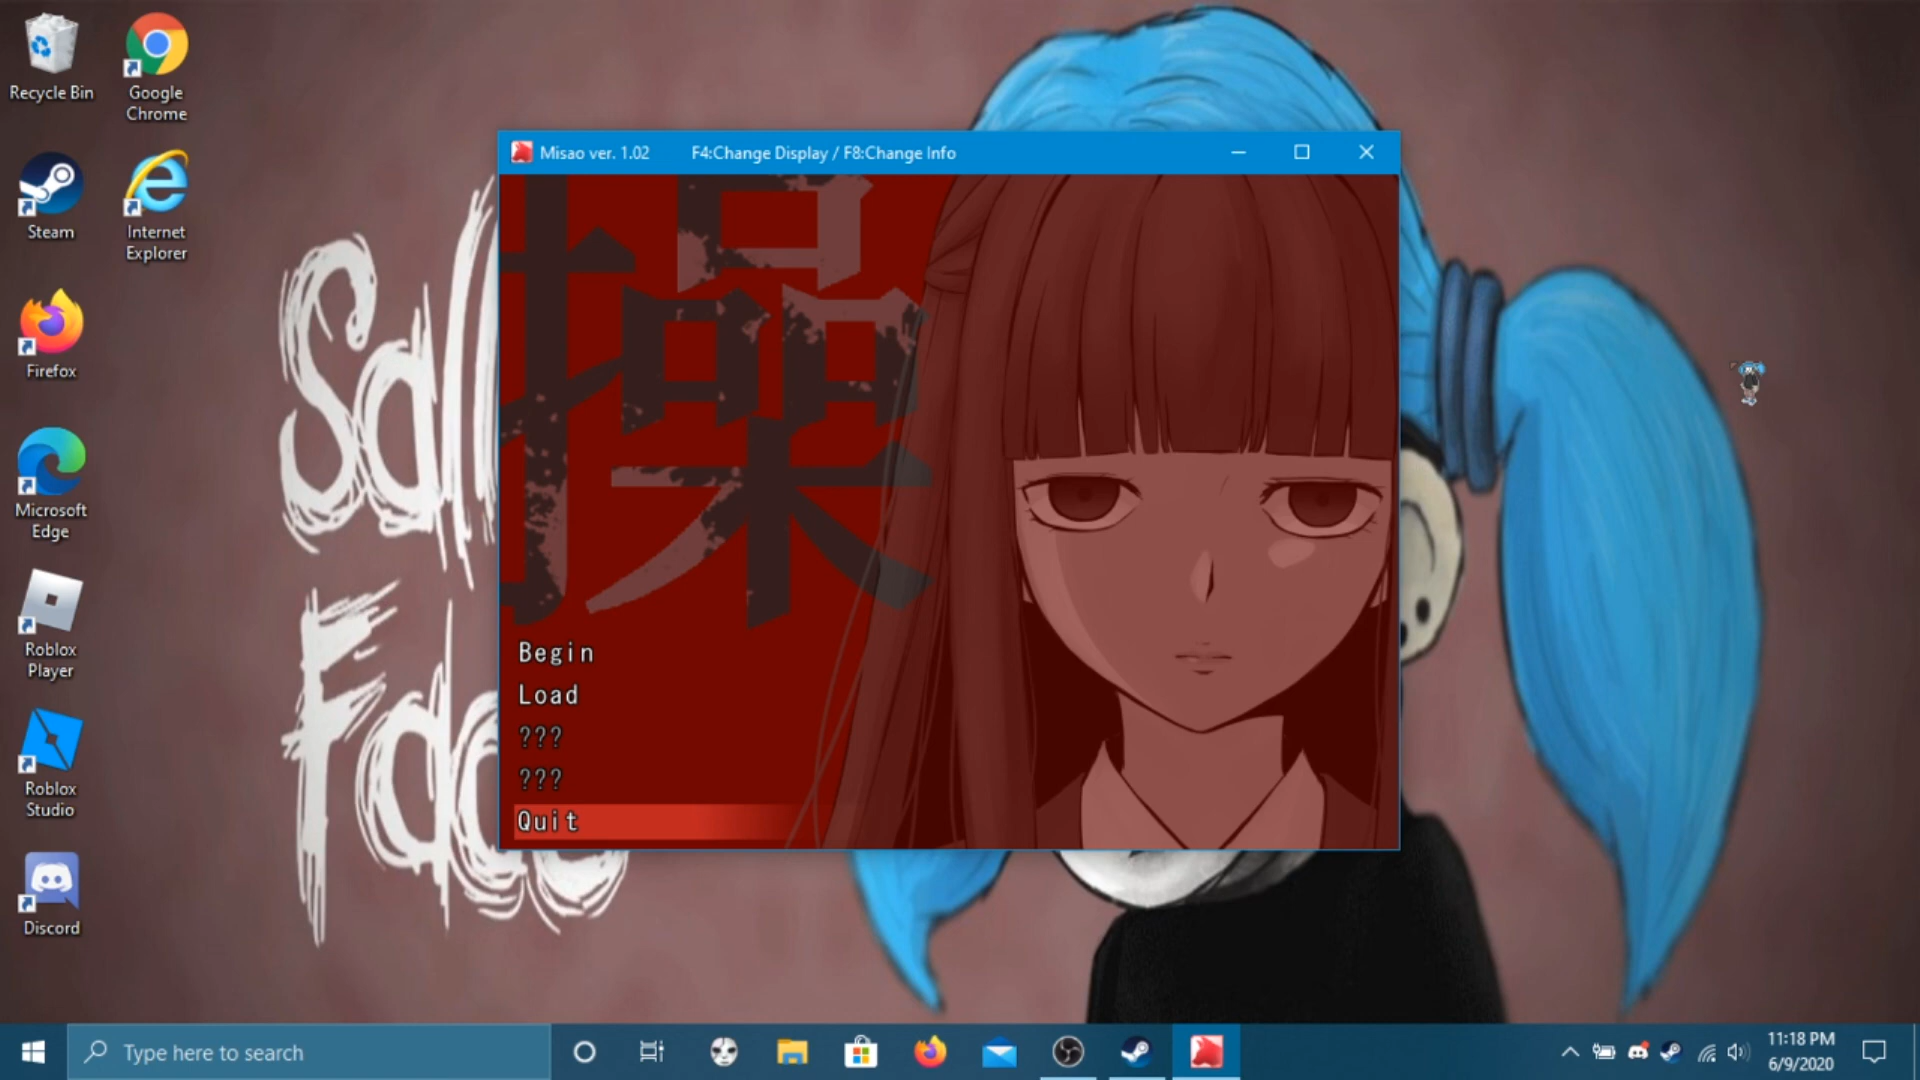 Recycle Bin
Google
Chrome
Steam
Internet
Explorer
Firefox
Microsoft
Edge
Roblox
Player
Roblox
Studio
Discord
Misao ver. 1.02 F4:Change Display / F8:Change Info
操
Begin
Load
???
???
Quit
Type here to search
11:18 PM
6/9/2020